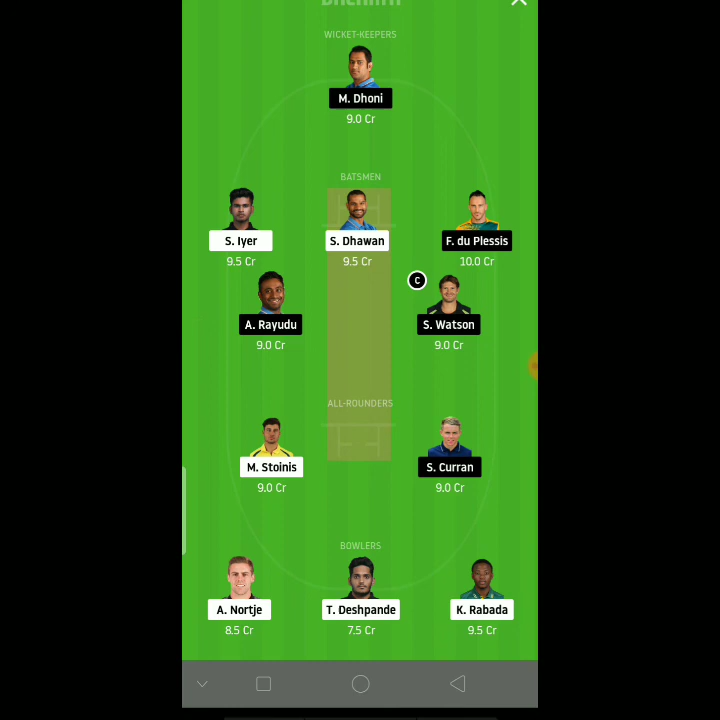 WICKET-KEEPERS
M. Dhoni
9.0 Cr
BATSMEN
S. Iyer
S. Dhawan
F. du Plessis
9.5 Cr
9.5 Cr
10.0 Cr
C
A. Rayudu
S. Watson
9.0 Cr
9.0 Cr
ALL-ROUNDERS
M. Stoinis
S. Curran
9.0 Cr
9.0 Cr
BOWLERS
A. Nortje
T. Deshpande
K. Rabada
8.5 Cr
7.5 Cr
9.5 Cr